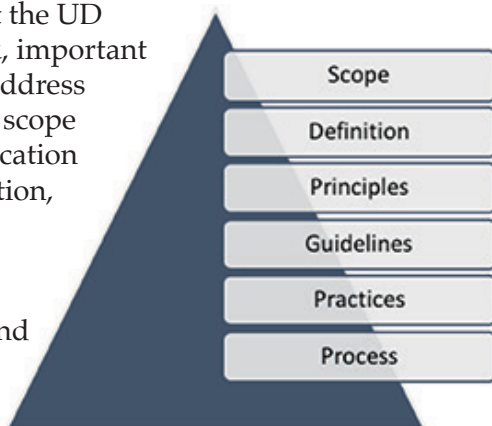 the UD
, important
ddress
scope
cation
tion,
nd
Scope
Definition
Principles
Guidelines
Practices
Process